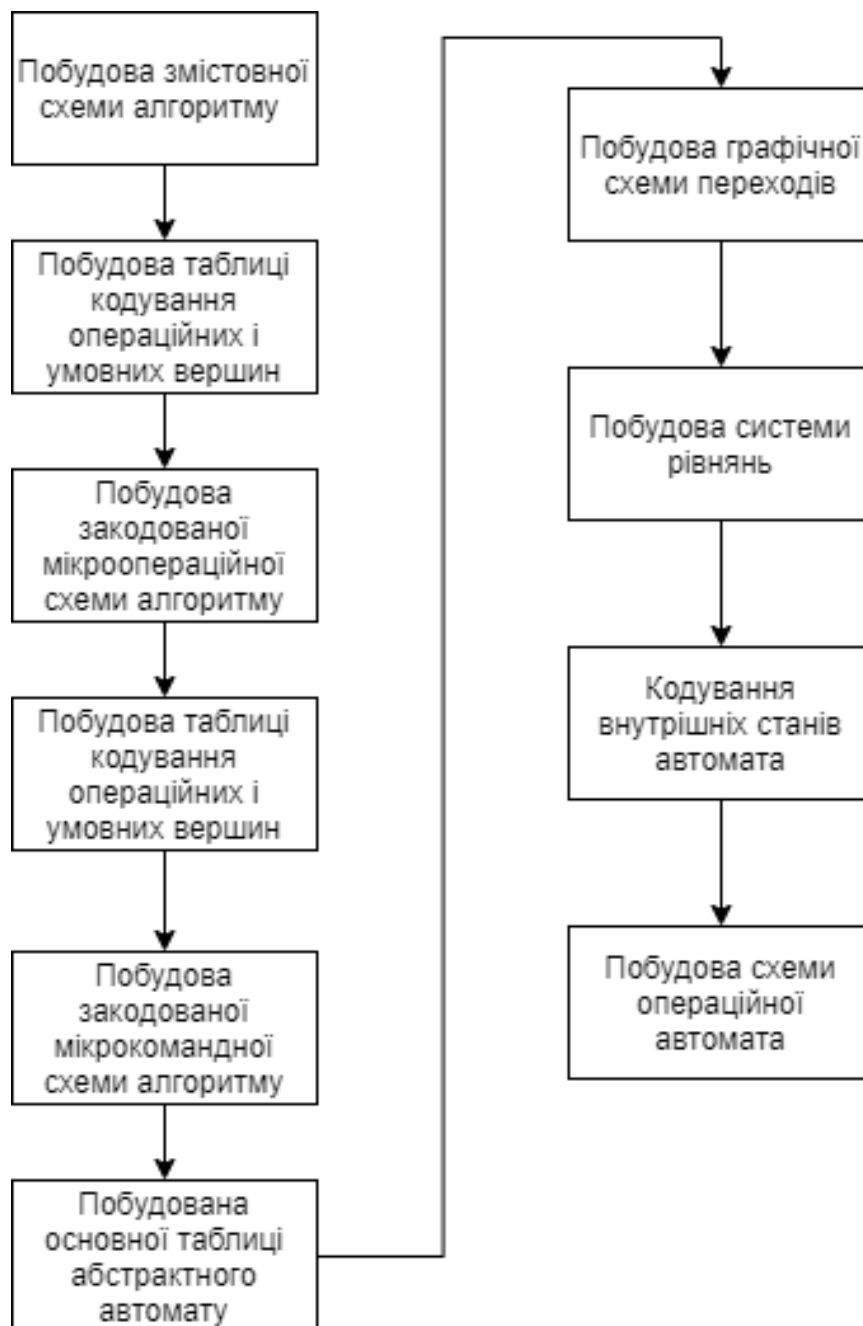 Побудова змістовної
схеми алгоритму
Побудова таблиці
кодування
операційних і
умовних вершин
Побудова
закодованої
мікроопераційної
схеми алгоритму
Побудова таблиці
кодування
операційних і
умовних вершин
Побудова
закодованої
мікрокомандної
схеми алгоритму
Побудована
основної таблиці
абстрактного
автомату
Побудова графічної
схеми переходів
Побудова системи
рівнянь
Кодування
внутрішніх станів
автомата
Побудова схеми
операційної
автомата